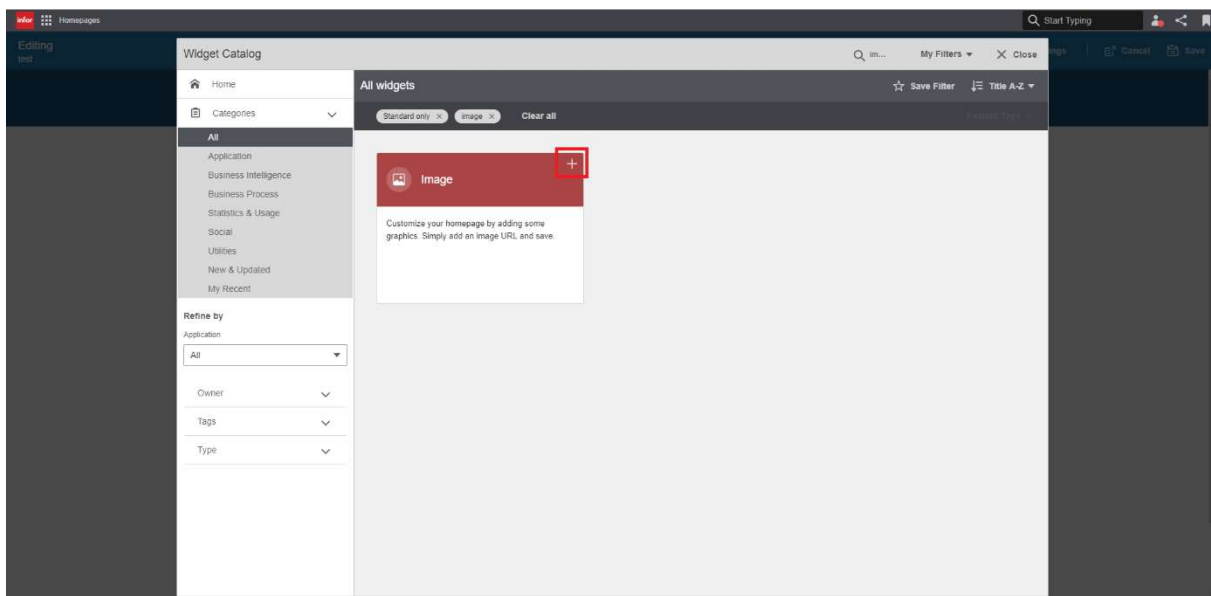 infor Homepages
Start Typing
Editing
test
Cancel Save
Widget Catalog
im... My Filters Close
Home
Categories
All
Application
Business Intelligence
Business Process
Statistics & Usage
Social
Utilities
New & Updated
My Recent
Refine by
Application
All
Owner
Tags
Type
All widgets
Save Filter Title A-Z
Standard only image Clear all
Image
Customize your homepage by adding some
graphics. Simply add an image URL and save.